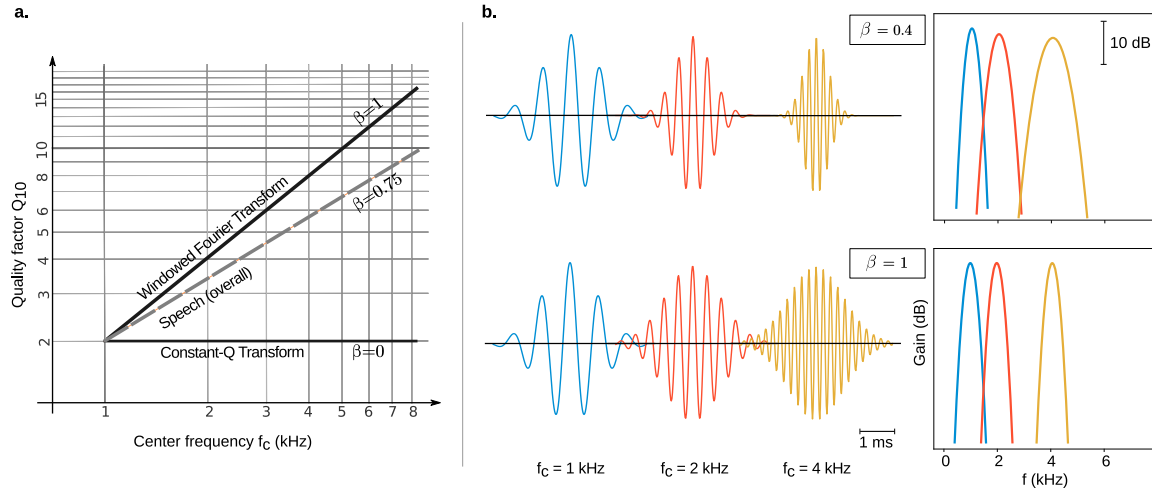 a.
15
10
8
6
5
4
3
2
Quality factor Q10
Windowed Fourier Transform
β=1
β=0.75
Speech (overall)
Constant-Q Transform
β=0
1 2 3 4 5 6 7 8
Center frequency fc (kHz)
b.
β = 0.4
10 dB
β = 1
Gain (dB)
1 ms
fc = 1 kHz
fc = 2 kHz
fc = 4 kHz
0 2 4 6
f (kHz)